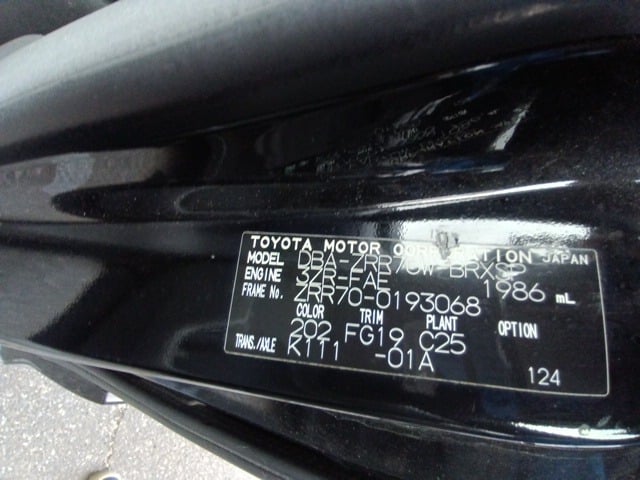 TOYOTA MOTOR CORPORATION JAPAN
MODEL DBA-ZRR70W-BRXSP
ENGINE 3ZR-FAE 1986 mL
FRAME No. ZRR70-0193068
COLOR TRIM PLANT OPTION
202 FG19 C25
TRANS./AXLE K111 -01A 124